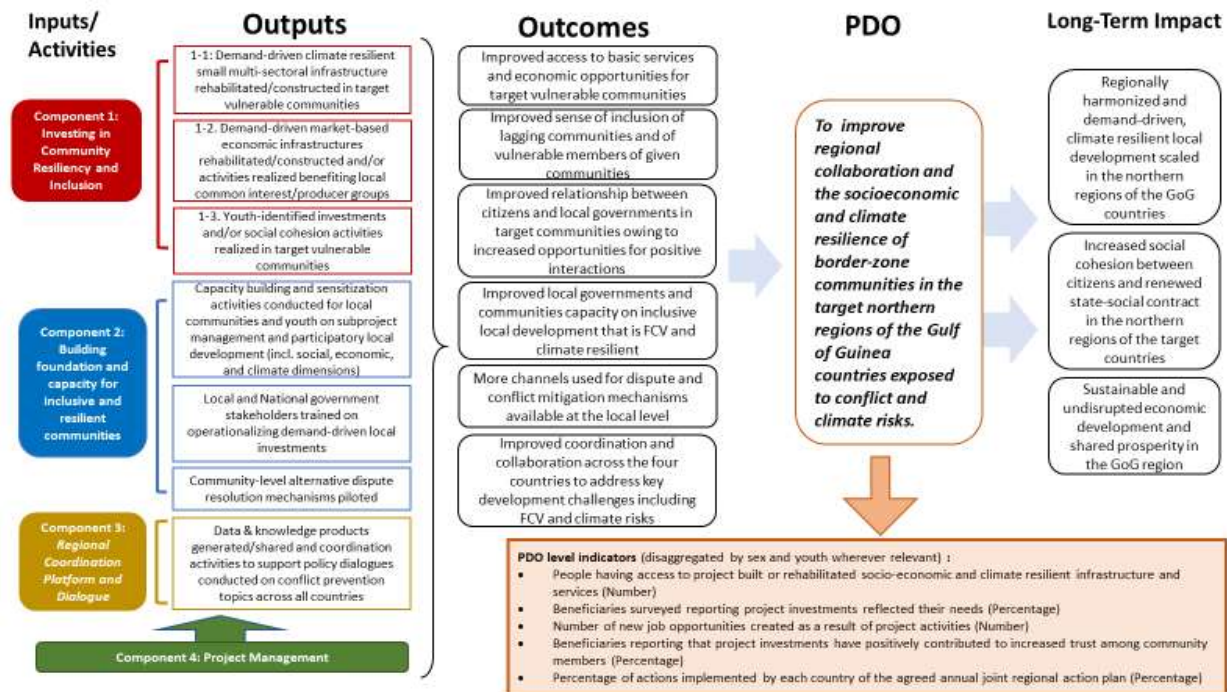 Inputs/
Activities
Outputs
Outcomes
PDO
Long-Term Impact
Component 1:
Investing in
Community
Resiliency and
Inclusion
Component 2:
Building
foundation and
capacity for
inclusive and
resilient
communities
Component 3:
Regional
Coordination
Platform and
Dialogue
Component 4: Project Management
1-1: Demand-driven climate resilient
small multi-sectoral infrastructure
rehabilitated/constructed in target
vulnerable communities
1-2. Demand-driven market-based
economic infrastructures
rehabilitated/constructed and/or
activities realized benefiting local
common interest/producer groups
1-3. Youth-identified investments
and/or social cohesion activities
realized in target vulnerable
communities
Capacity building and sensitization
activities conducted for local
communities and youth on subproject
management and participatory local
development (incl. social, economic,
and climate dimensions)
Local and National government
stakeholders trained on
operationalizing demand-driven local
investments
Community-level alternative dispute
resolution mechanisms piloted
Data & knowledge products
generated/shared and coordination
activities to support policy dialogues
conducted on conflict prevention
topics across all countries
Improved access to basic services
and economic opportunities for
target vulnerable communities
Improved sense of inclusion of
lagging communities and of
vulnerable members of given
communities
Improved relationship between
citizens and local governments in
target communities owing to
increased opportunities for positive
interactions
Improved local governments and
communities capacity on inclusive
local development that is FCV and
climate resilient
More channels used for dispute and
conflict mitigation mechanisms
available at the local level
Improved coordination and
collaboration across the four
countries to address key
development challenges including
FCV and climate risks
To improve
regional
collaboration and
the socioeconomic
and climate
resilience of
border-zone
communities in the
target northern
regions of the Gulf
of Guinea
countries exposed
to conflict and
climate risks.
Regionally
harmonized and
demand-driven,
climate resilient local
development scaled
in the northern
regions of the GoG
countries
Increased social
cohesion between
citizens and renewed
state-social contract
in the northern
regions of the target
countries
Sustainable and
undisrupted economic
development and
shared prosperity in
the GoG region
PDO level indicators (disaggregated by sex and youth wherever relevant) :
• People having access to project built or rehabilitated socio-economic and climate resilient infrastructure and
services (Number)
• Beneficiaries surveyed reporting project investments reflected their needs (Percentage)
• Number of new job opportunities created as a result of project activities (Number)
• Beneficiaries reporting that project investments have positively contributed to increased trust among community
members (Percentage)
• Percentage of actions implemented by each country of the agreed annual joint regional action plan (Percentage)